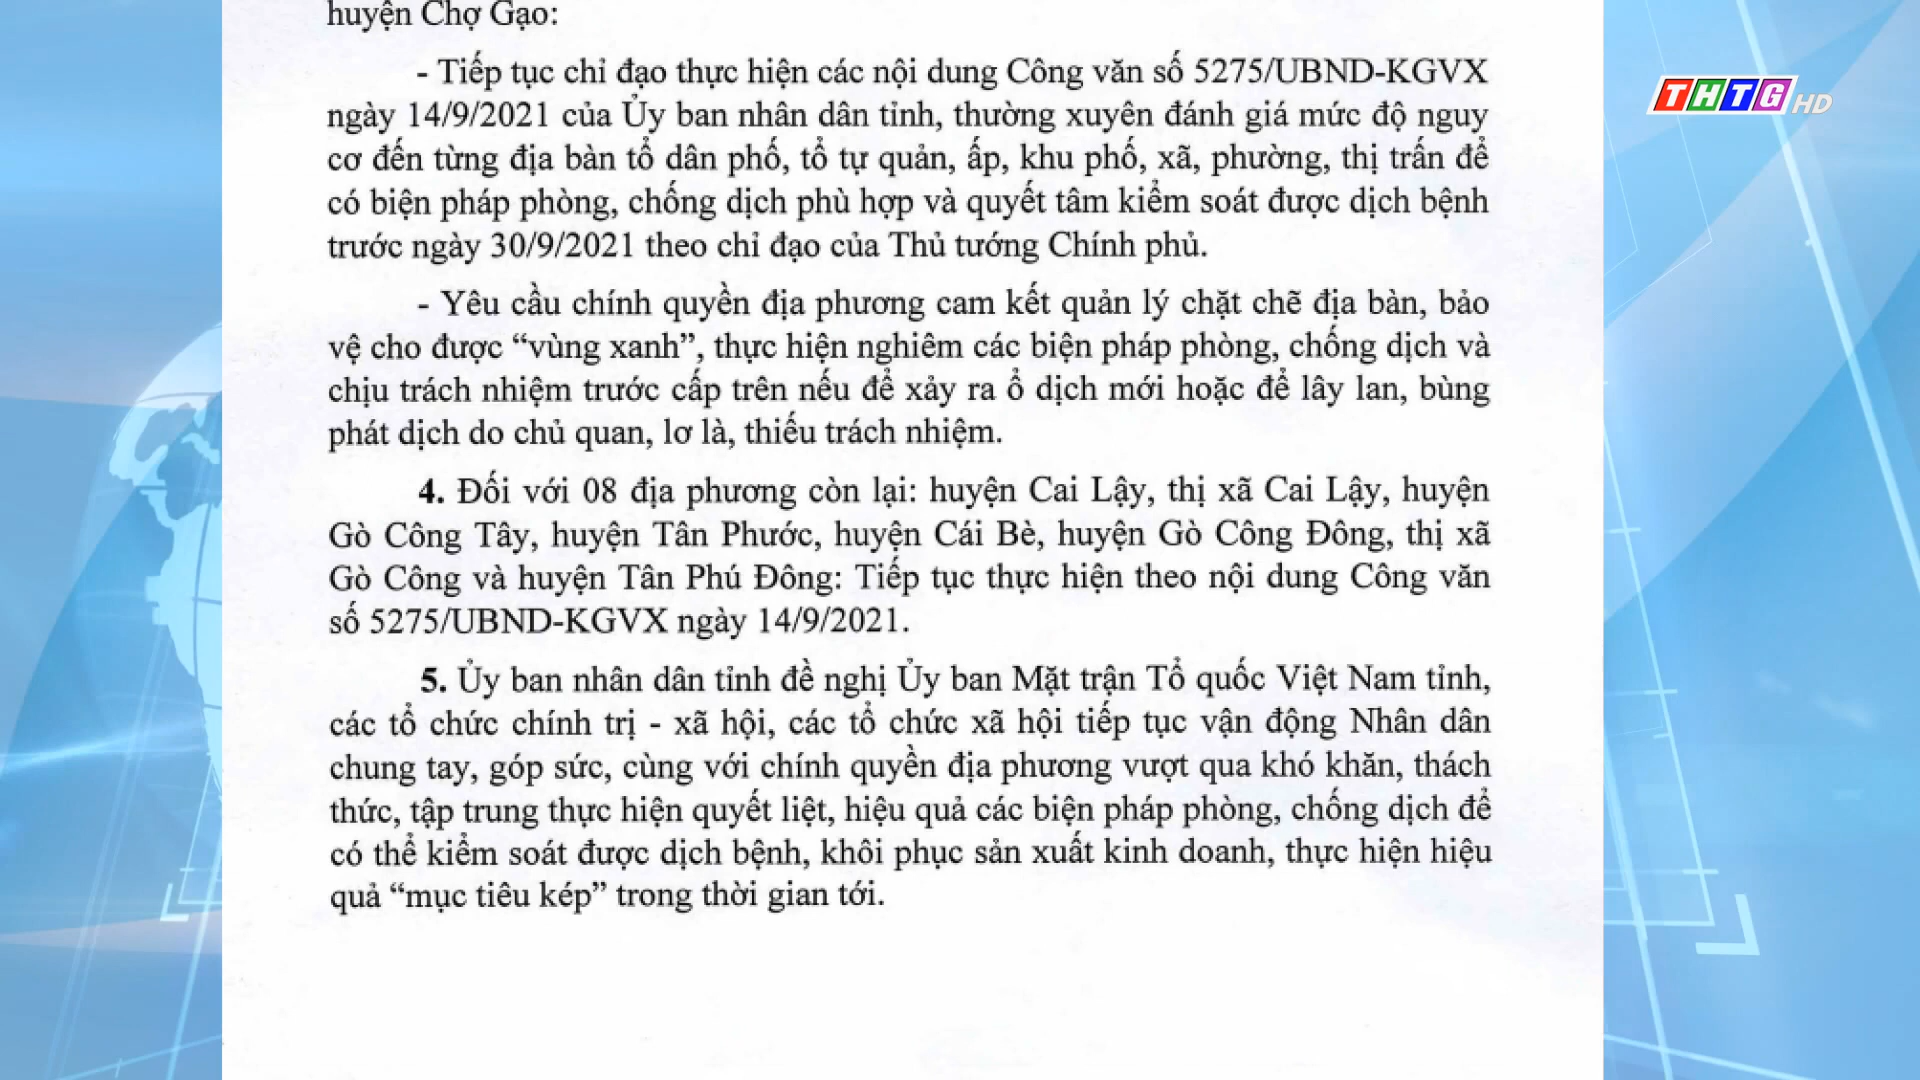 huyện Chợ Gạo:
- Tiếp tục chỉ đạo thực hiện các nội dung Công văn số 5275/UBND-KGVX
ngày 14/9/2021 của Ủy ban nhân dân tỉnh, thường xuyên đánh giá mức độ nguy
cơ đến từng địa bàn tổ dân phố, tổ tự quản, ấp, khu phố, xã, phường, thị trấn để
có biện pháp phòng, chống dịch phù hợp và quyết tâm kiểm soát được dịch bệnh
trước ngày 30/9/2021 theo chỉ đạo của Thủ tướng Chính phủ.
- Yêu cầu chính quyền địa phương cam kết quản lý chặt chẽ địa bàn, bảo
vệ cho được “vùng xanh”, thực hiện nghiêm các biện pháp phòng, chống dịch và
chịu trách nhiệm trước cấp trên nếu để xảy ra ổ dịch mới hoặc để lây lan, bùng
phát dịch do chủ quan, lơ là, thiếu trách nhiệm.
4. Đối với 08 địa phương còn lại: huyện Cai Lậy, thị xã Cai Lậy, huyện
Gò Công Tây, huyện Tân Phước, huyện Cái Bè, huyện Gò Công Đông, thị xã
Gò Công và huyện Tân Phú Đông: Tiếp tục thực hiện theo nội dung Công văn
số 5275/UBND-KGVX ngày 14/9/2021.
5. Ủy ban nhân dân tỉnh đề nghị Ủy ban Mặt trận Tổ quốc Việt Nam tỉnh,
các tổ chức chính trị - xã hội, các tổ chức xã hội tiếp tục vận động Nhân dân
chung tay, góp sức, cùng với chính quyền địa phương vượt qua khó khăn, thách
thức, tập trung thực hiện quyết liệt, hiệu quả các biện pháp phòng, chống dịch để
có thể kiểm soát được dịch bệnh, khôi phục sản xuất kinh doanh, thực hiện hiệu
quả “mục tiêu kép” trong thời gian tới.
THTG HD